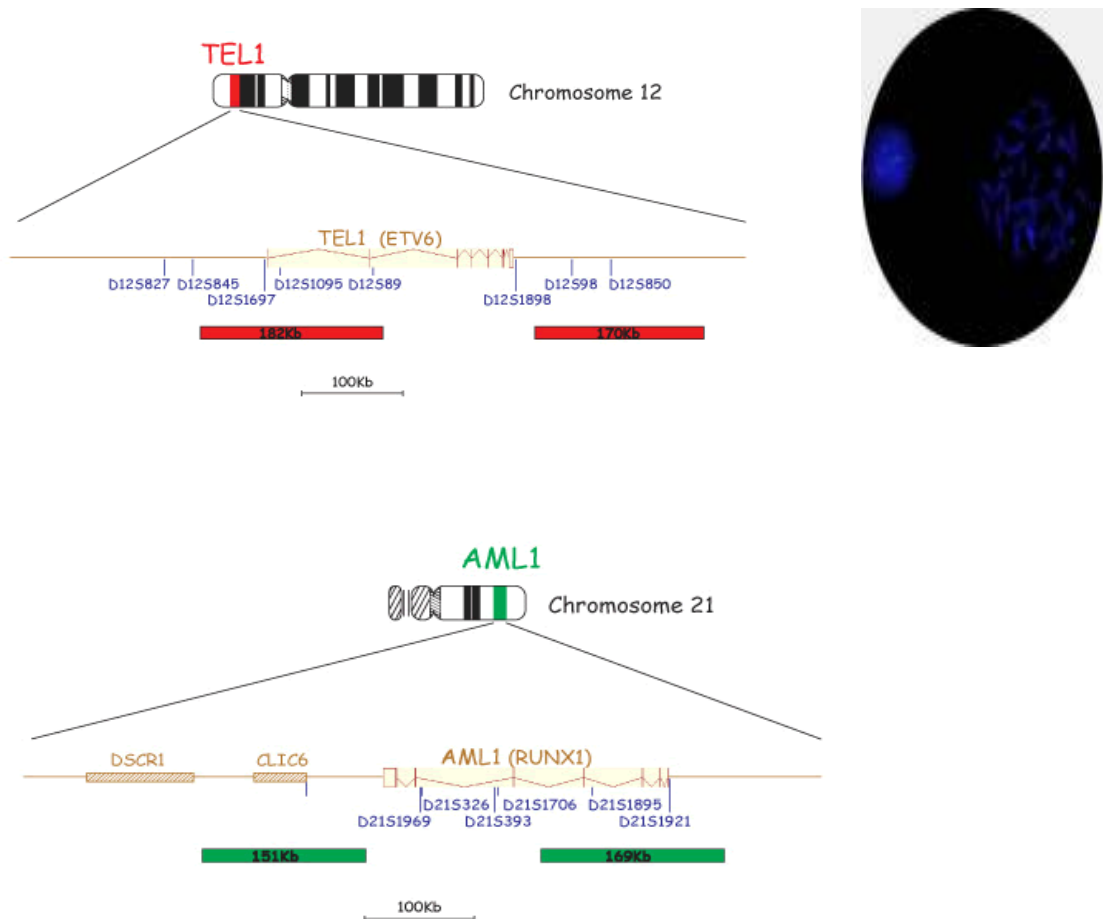 TEL1
Chromosome 12
TEL1 (ETV6)
D12S827 D12S845 D12S1095 D12S89 D12S98 D12S850
D12S1697 D12S1898
182Kb 170Kb
100Kb
AML1
Chromosome 21
DSCR1 CLIC6 AML1 (RUNX1)
D21S326 D21S1706 D21S1895
D21S1969 D21S393 D21S1921
151Kb 169Kb
100Kb